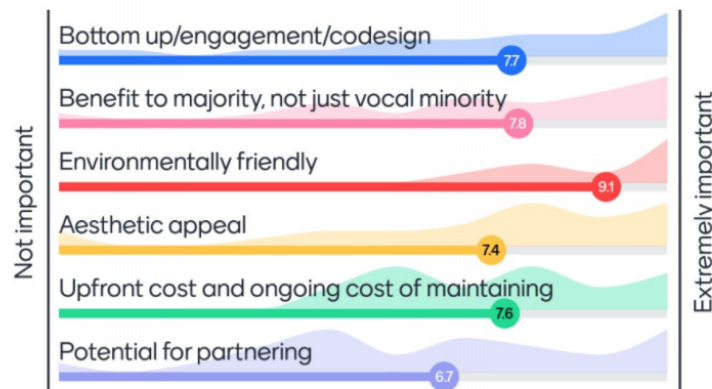 Not important
Bottom up/engagement/codesign
7.7
Benefit to majority, not just vocal minority
7.8
Environmentally friendly
9.1
Aesthetic appeal
7.4
Upfront cost and ongoing cost of maintaining
7.6
Potential for partnering
6.7
Extremely important